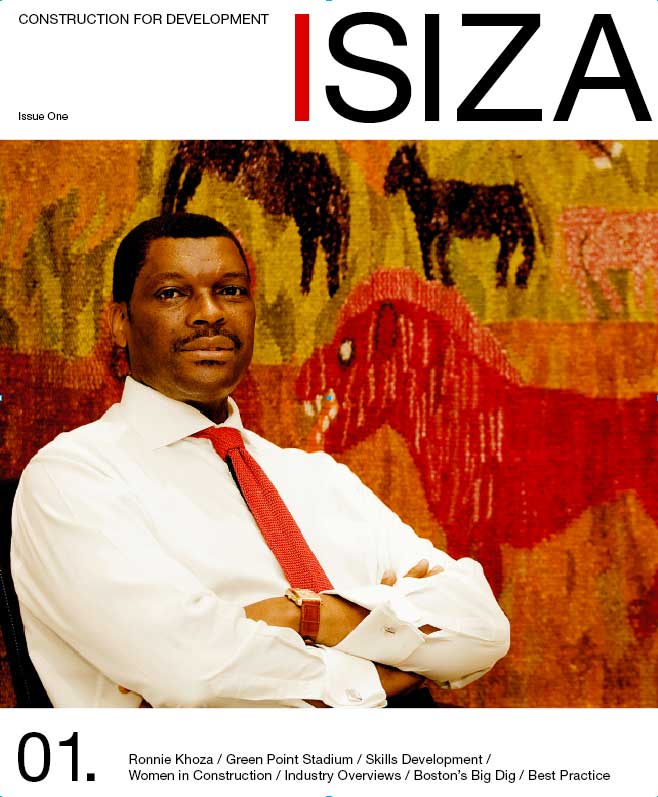 CONSTRUCTION FOR DEVELOPMENT
ISIZA
Issue One
01.
Ronnie Khoza / Green Point Stadium / Skills Development /
Women in Construction / Industry Overviews / Boston's Big Dig / Best Practice